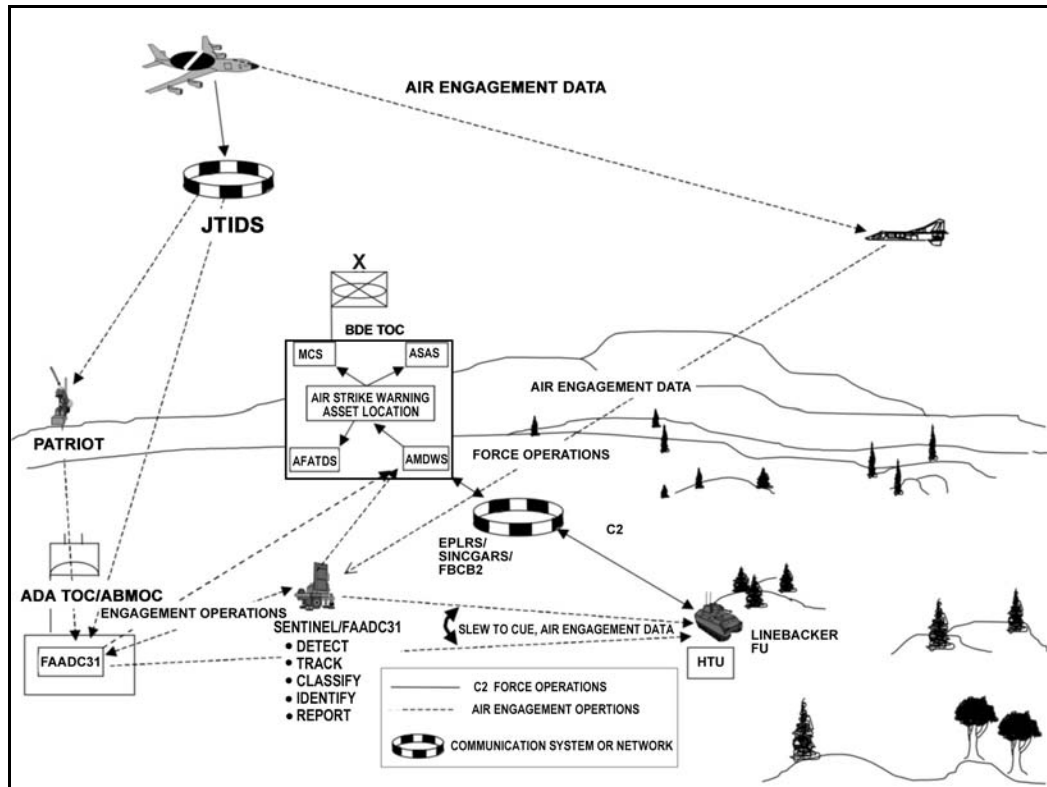 AIR ENGAGEMENT DATA
JTIDS
X
BDE TOC
MCS
ASAS
AIR STRIKE WARNING
ASSET LOCATION
AFATDS
AMDWS
AIR ENGAGEMENT DATA
FORCE OPERATIONS
PATRIOT
EPLRS/
SINCGARS/
FBCB2
C2
ADA TOC/ABMOC
ENGAGEMENT OPERATIONS
FAADC31
SENTINEL/FAADC31
• DETECT
• TRACK
• CLASSIFY
• IDENTIFY
• REPORT
SLEW TO CUE, AIR ENGAGEMENT DATA
LINEBACKER
FU
HTU
C2 FORCE OPERATIONS
AIR ENGAGEMENT OPERTIONS
COMMUNICATION SYSTEM OR NETWORK